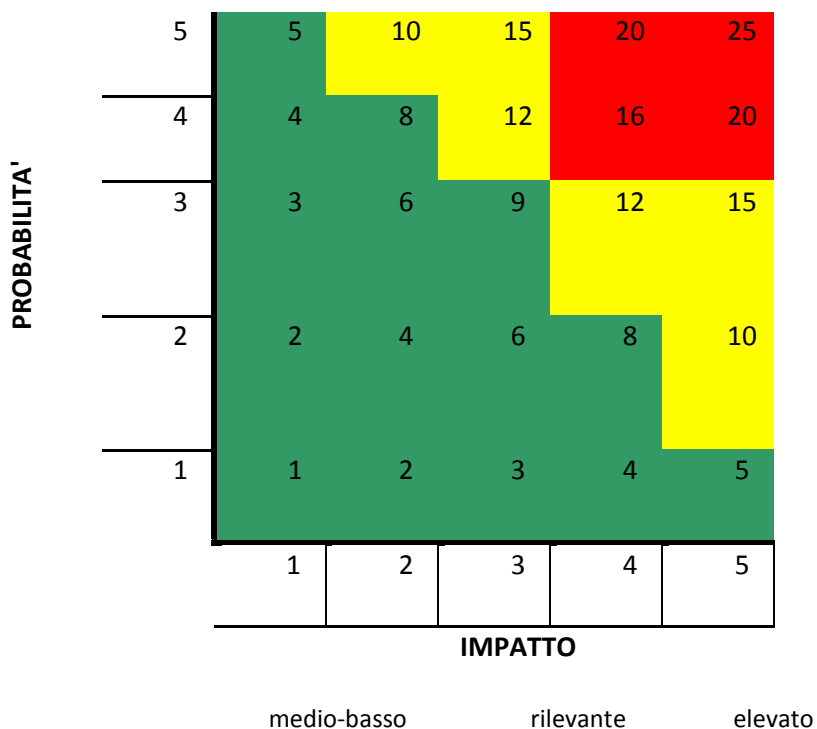 5 5 10 15 20 25
4 4 8 12 16 20
PROBABILITA'
3 3 6 9 12 15
2 2 4 6 8 10
1 1 2 3 4 5
1 2 3 4 5
IMPATTO
medio-basso rilevante elevato